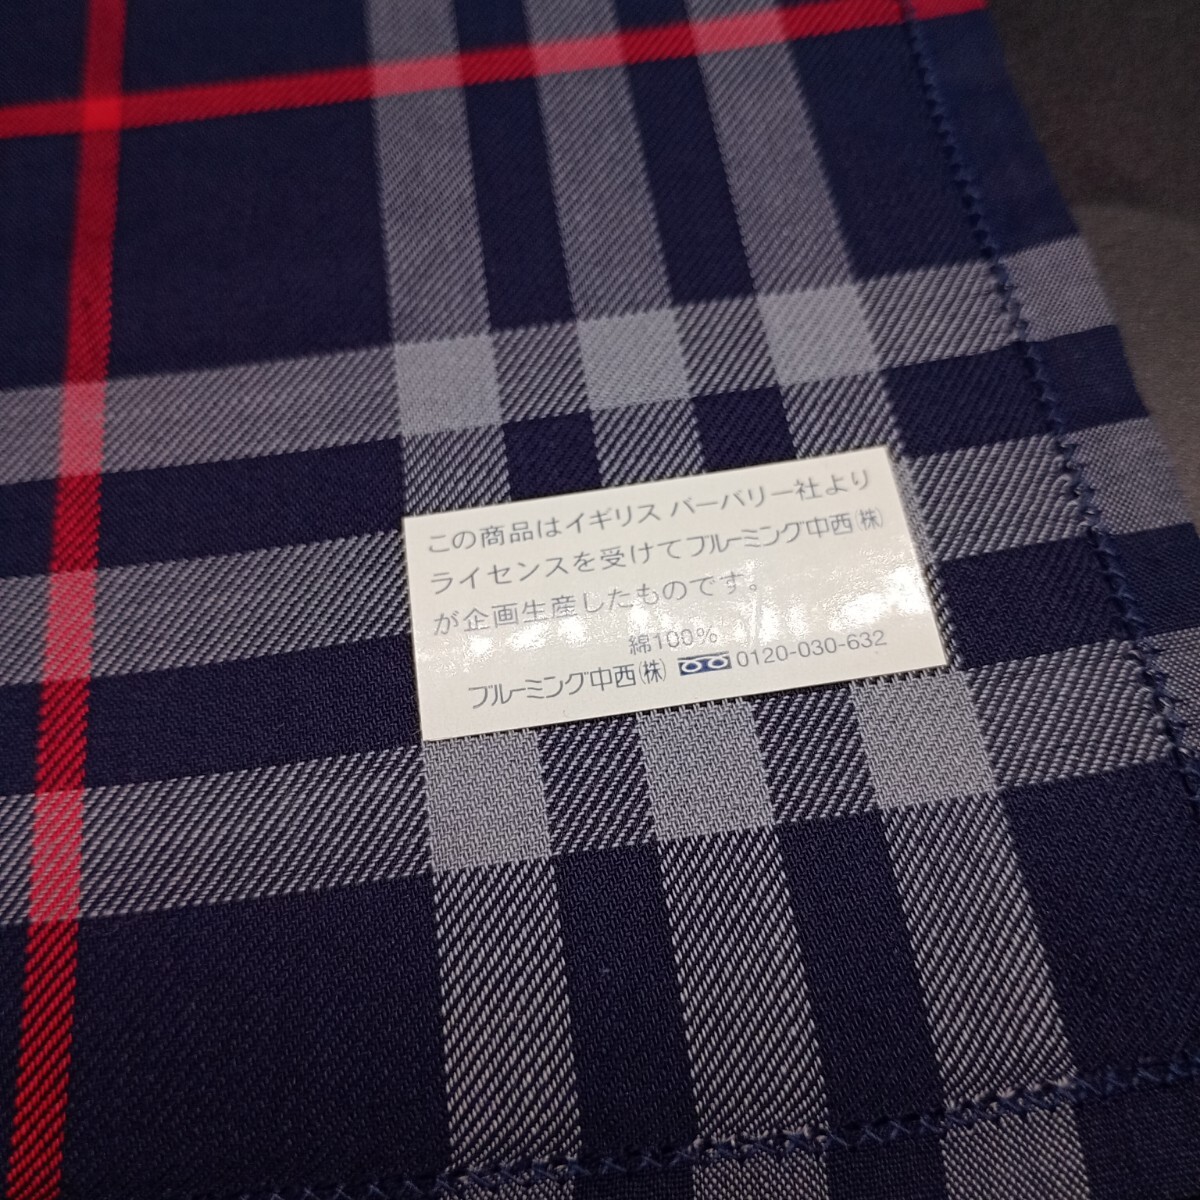 この商品はイギリス バーバリー社より
ライセンスを受けてブルーミング中西㈱
が企画生産したものです。
綿100%
ブルーミング中西㈱ 0120-030-632